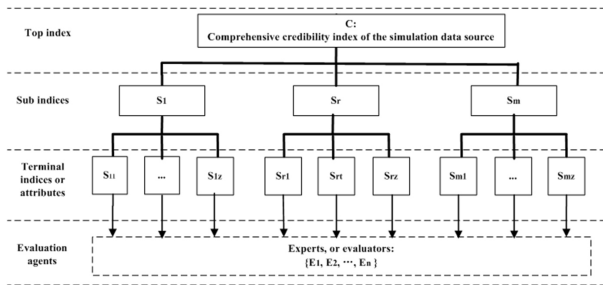 Top index
C:
Comprehensive credibility index of the simulation data source
Sub indices
S1
Sr
Sm
Terminal
indices or
attributes
S11
...
S1z
Sr1
Srt
Srz
Sm1
...
Smz
Evaluation
agents
Experts, or evaluators:
{E1, E2, ···, En }